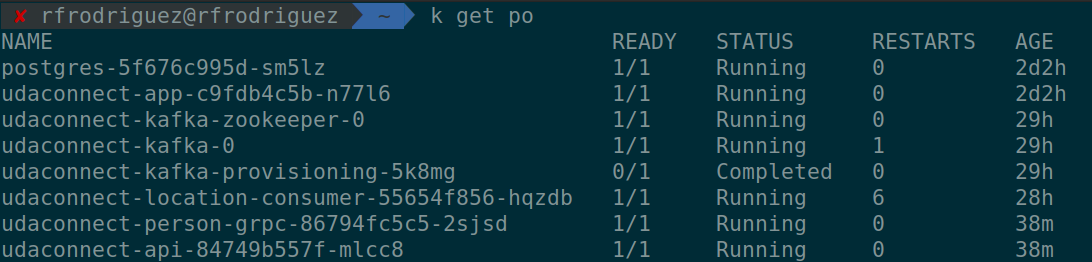 ✘ rfrodriguez@rfrodriguez ~ k get po
NAME READY STATUS RESTARTS AGE
postgres-5f676c995d-sm5lz 1/1 Running 0 2d2h
udaconnect-app-c9fdb4c5b-n77l6 1/1 Running 0 2d2h
udaconnect-kafka-zookeeper-0 1/1 Running 0 29h
udaconnect-kafka-0 1/1 Running 1 29h
udaconnect-kafka-provisioning-5k8mg 0/1 Completed 0 29h
udaconnect-location-consumer-55654f856-hqzdb 1/1 Running 6 28h
udaconnect-person-grpc-86794fc5c5-2sjsd 1/1 Running 0 38m
udaconnect-api-84749b557f-mlcc8 1/1 Running 0 38m